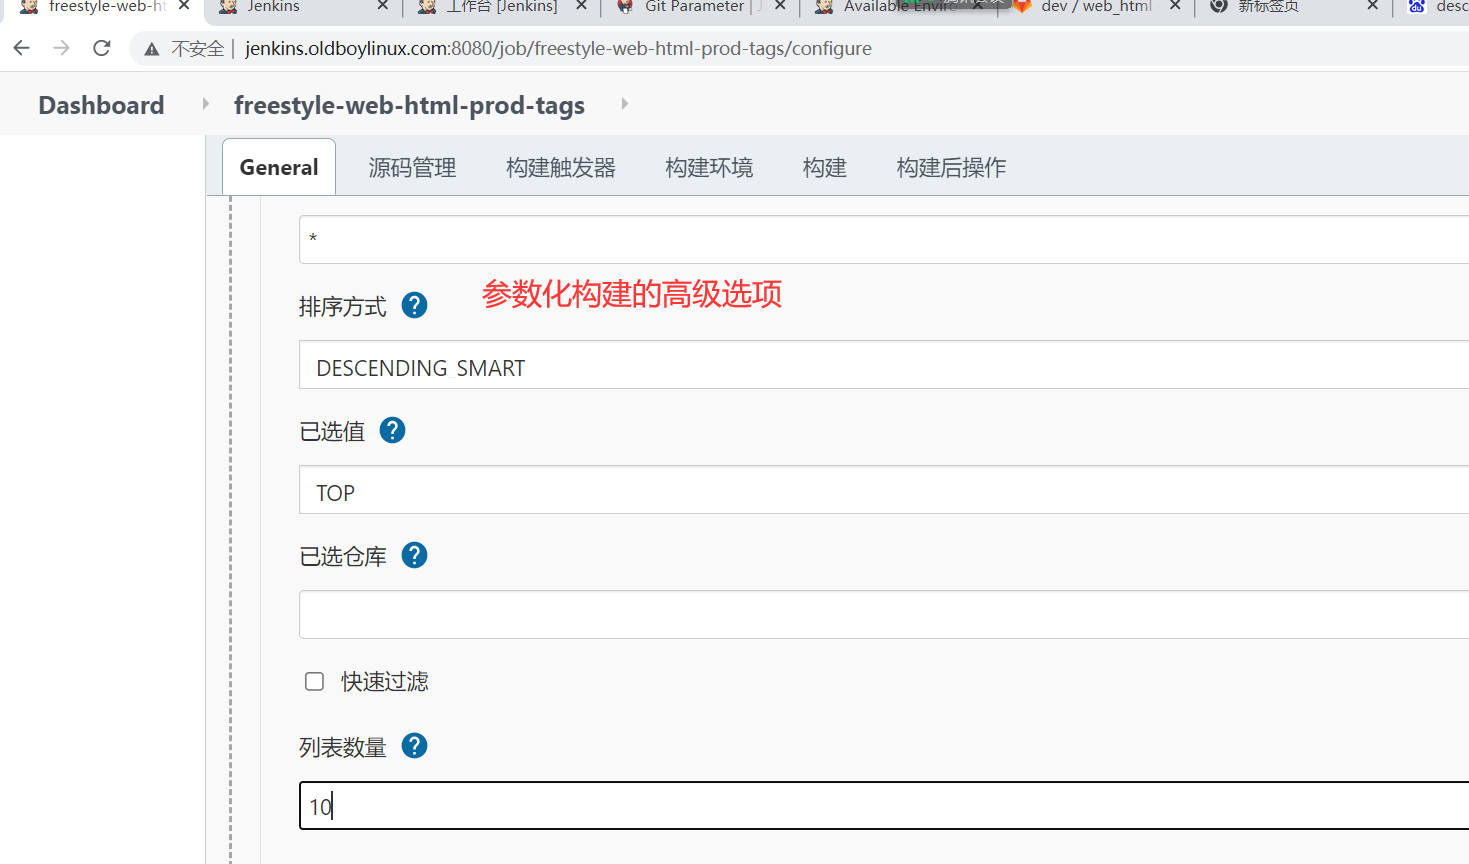 freestyle-web-ht
Jenkins
工作台 [Jenkins]
Git Parameter
Available Enviro
dev / web_html
新标签页
desc
不安全 jenkins.oldboylinux.com:8080/job/freestyle-web-html-prod-tags/configure
Dashboard freestyle-web-html-prod-tags
General 源码管理 构建触发器 构建环境 构建 构建后操作
*
排序方式
参数化构建的高级选项
DESCENDING_SMART
已选值
TOP
已选仓库
快速过滤
列表数量
10